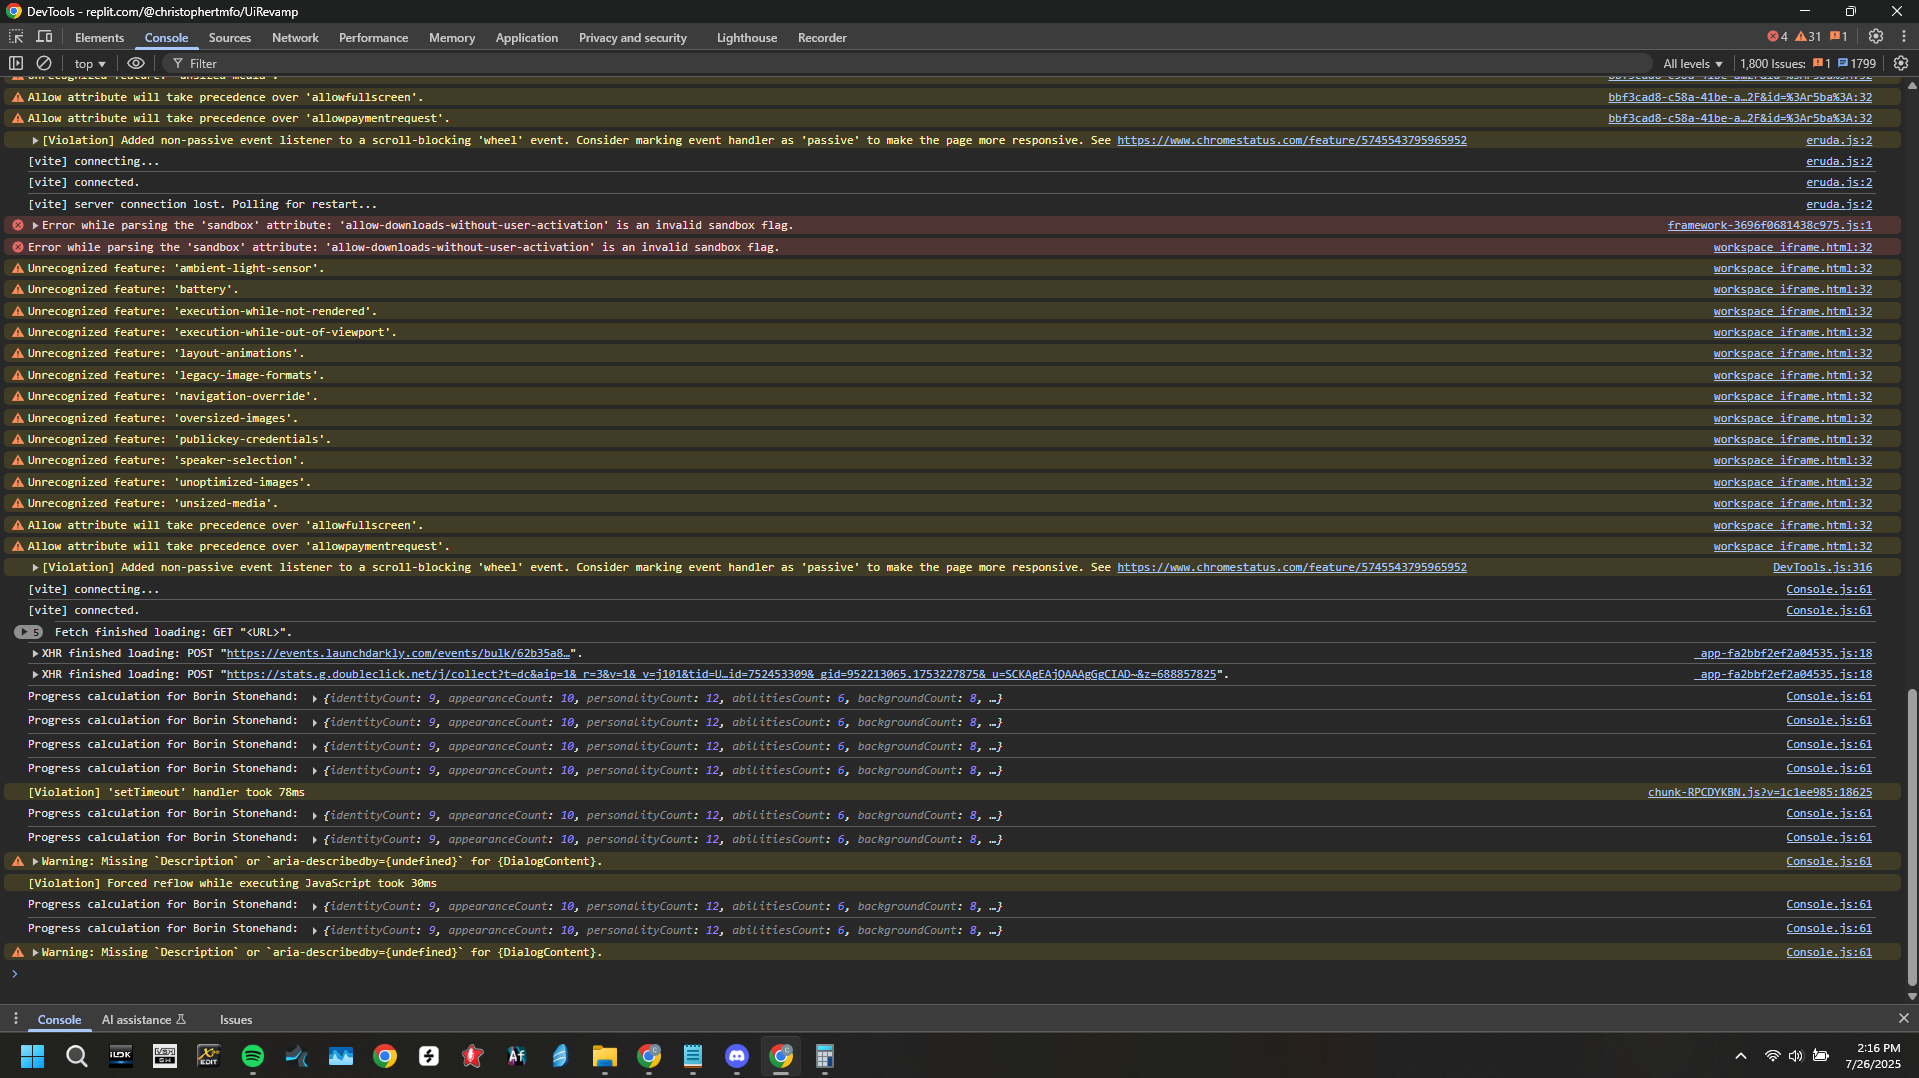 DevTools - replit.com/@christophertmfo/UiRevamp
Elements Console Sources Network Performance Memory Application Privacy and security Lighthouse Recorder 4 31 1
top Filter All levels 1,800 Issues: 1 1799
Allow attribute will take precedence over 'allowfullscreen'. bbf3cad8-c58a-41be-a…2F&id=%3Ar5ba%3A:32
Allow attribute will take precedence over 'allowpaymentrequest'. bbf3cad8-c58a-41be-a…2F&id=%3Ar5ba%3A:32
[Violation] Added non-passive event listener to a scroll-blocking 'wheel' event. Consider marking event handler as 'passive' to make the page more responsive. See https://www.chromestatus.com/feature/5745543795965952 eruda.js:2
[vite] connecting... eruda.js:2
[vite] connected. eruda.js:2
[vite] server connection lost. Polling for restart... eruda.js:2
Error while parsing the 'sandbox' attribute: 'allow-downloads-without-user-activation' is an invalid sandbox flag. framework-3696f0681438c975.js:1
Error while parsing the 'sandbox' attribute: 'allow-downloads-without-user-activation' is an invalid sandbox flag. workspace_iframe.html:32
Unrecognized feature: 'ambient-light-sensor'. workspace_iframe.html:32
Unrecognized feature: 'battery'. workspace_iframe.html:32
Unrecognized feature: 'execution-while-not-rendered'. workspace_iframe.html:32
Unrecognized feature: 'execution-while-out-of-viewport'. workspace_iframe.html:32
Unrecognized feature: 'layout-animations'. workspace_iframe.html:32
Unrecognized feature: 'legacy-image-formats'. workspace_iframe.html:32
Unrecognized feature: 'navigation-override'. workspace_iframe.html:32
Unrecognized feature: 'oversized-images'. workspace_iframe.html:32
Unrecognized feature: 'publickey-credentials'. workspace_iframe.html:32
Unrecognized feature: 'speaker-selection'. workspace_iframe.html:32
Unrecognized feature: 'unoptimized-images'. workspace_iframe.html:32
Unrecognized feature: 'unsized-media'. workspace_iframe.html:32
Allow attribute will take precedence over 'allowfullscreen'. workspace_iframe.html:32
Allow attribute will take precedence over 'allowpaymentrequest'. workspace_iframe.html:32
[Violation] Added non-passive event listener to a scroll-blocking 'wheel' event. Consider marking event handler as 'passive' to make the page more responsive. See https://www.chromestatus.com/feature/5745543795965952 DevTools.js:316
[vite] connecting... Console.js:61
[vite] connected. Console.js:61
5 Fetch finished loading: GET "<URL>".
XHR finished loading: POST "https://events.launchdarkly.com/events/bulk/62b35a8…". _app-fa2bbf2ef2a04535.js:18
XHR finished loading: POST "https://stats.g.doubleclick.net/j/collect?t=dc&aip=1&_r=3&v=1&_v=j101&tid=U…id=752453309&_gid=952213065.1753227875&_u=SCKAgEAjQAAAgGgCIAD~&z=688857825". _app-fa2bbf2ef2a04535.js:18
Progress calculation for Borin Stonehand: {identityCount: 9, appearanceCount: 10, personalityCount: 12, abilitiesCount: 6, backgroundCount: 8, …} Console.js:61
Progress calculation for Borin Stonehand: {identityCount: 9, appearanceCount: 10, personalityCount: 12, abilitiesCount: 6, backgroundCount: 8, …} Console.js:61
Progress calculation for Borin Stonehand: {identityCount: 9, appearanceCount: 10, personalityCount: 12, abilitiesCount: 6, backgroundCount: 8, …} Console.js:61
Progress calculation for Borin Stonehand: {identityCount: 9, appearanceCount: 10, personalityCount: 12, abilitiesCount: 6, backgroundCount: 8, …} Console.js:61
[Violation] 'setTimeout' handler took 78ms chunk-RPCDYKBN.js?v=1c1ee985:18625
Progress calculation for Borin Stonehand: {identityCount: 9, appearanceCount: 10, personalityCount: 12, abilitiesCount: 6, backgroundCount: 8, …} Console.js:61
Progress calculation for Borin Stonehand: {identityCount: 9, appearanceCount: 10, personalityCount: 12, abilitiesCount: 6, backgroundCount: 8, …} Console.js:61
Warning: Missing `Description` or `aria-describedby={undefined}` for {DialogContent}. Console.js:61
[Violation] Forced reflow while executing JavaScript took 30ms
Progress calculation for Borin Stonehand: {identityCount: 9, appearanceCount: 10, personalityCount: 12, abilitiesCount: 6, backgroundCount: 8, …} Console.js:61
Progress calculation for Borin Stonehand: {identityCount: 9, appearanceCount: 10, personalityCount: 12, abilitiesCount: 6, backgroundCount: 8, …} Console.js:61
Warning: Missing `Description` or `aria-describedby={undefined}` for {DialogContent}. Console.js:61
Console AI assistance Issues
2:16 PM
7/26/2025